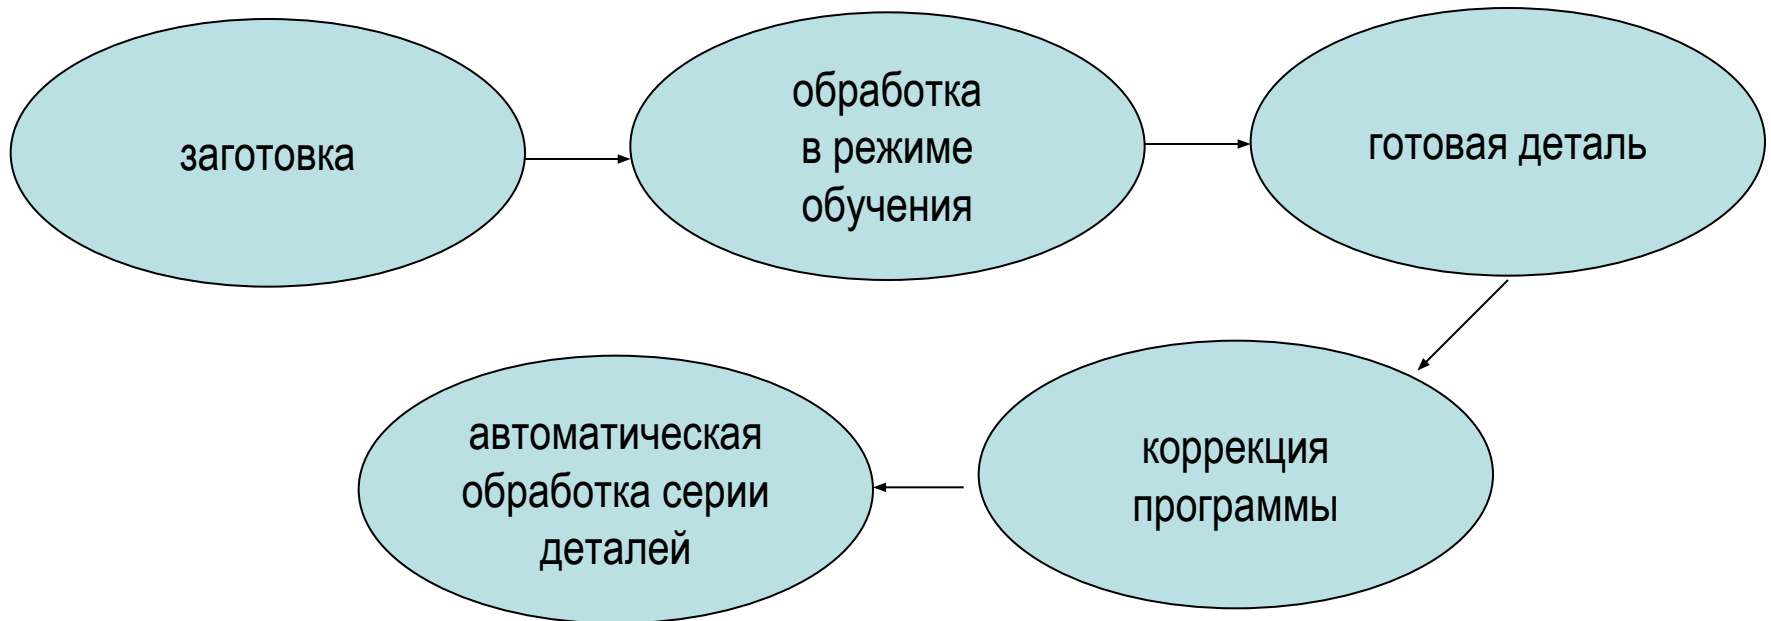 заготовка
обработка
в режиме
обучения
готовая деталь
коррекция
программы
автоматическая
обработка серии
деталей